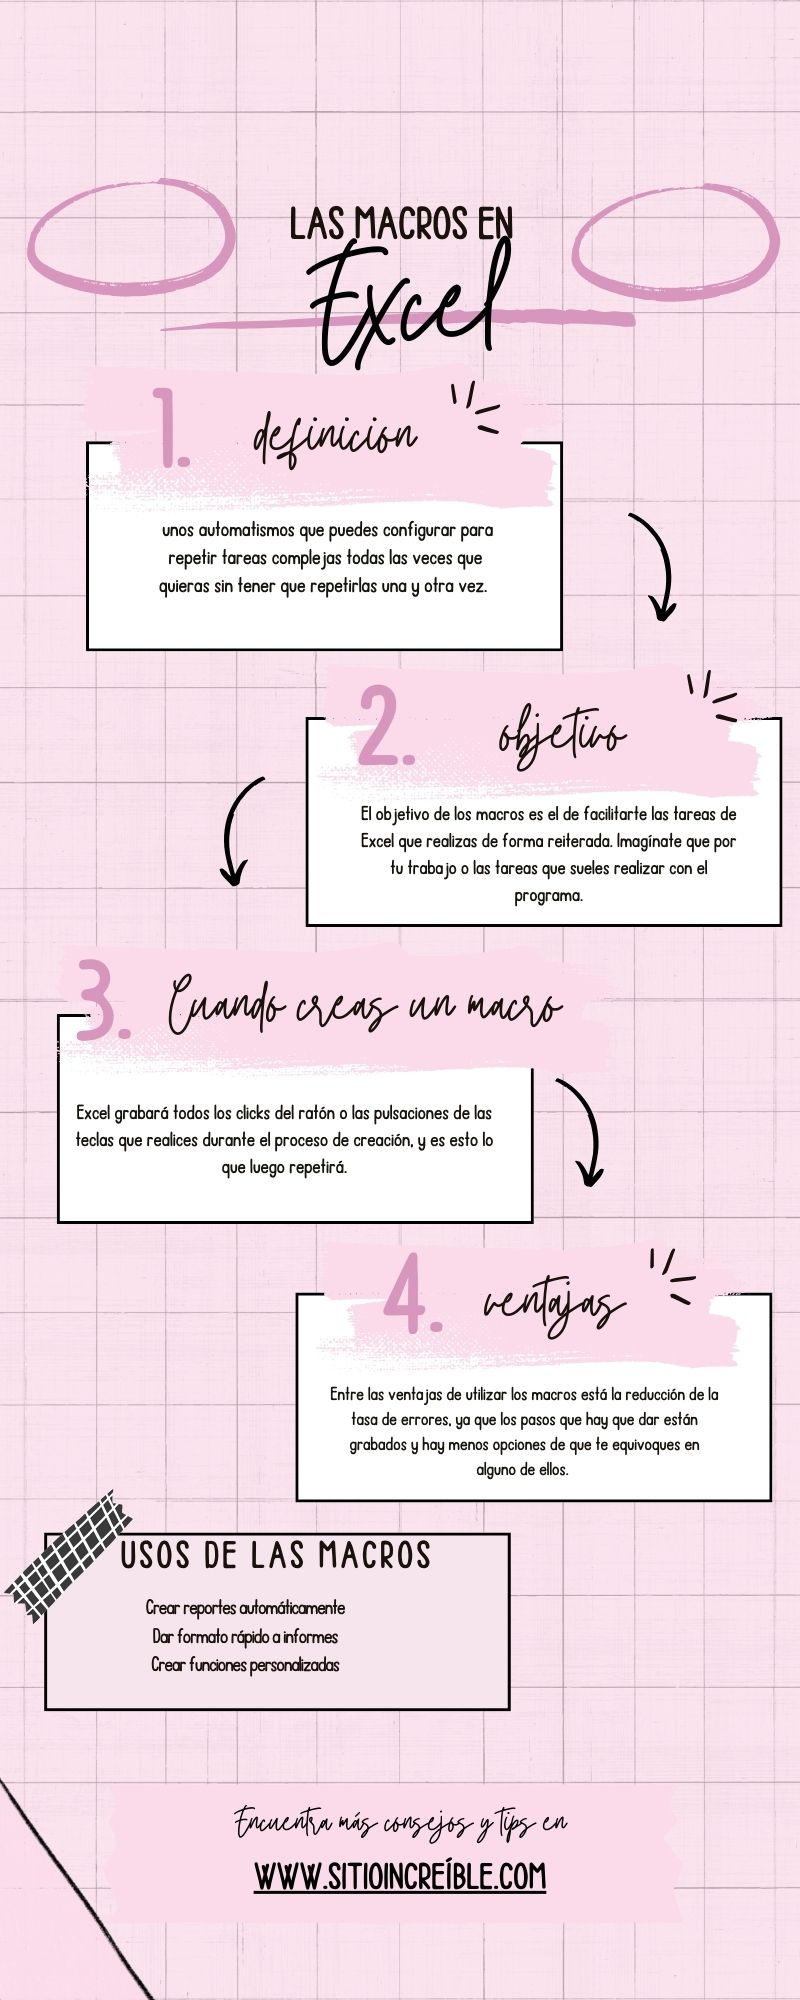 LAS MACROS EN
Excel
1.
definicion
unos automatismos que puedes configurar para
repetir tareas complejas todas las veces que
quieras sin tener que repetirlas una y otra vez.
2.
objetivo
El objetivo de los macros es el de facilitarte las tareas de
Excel que realizas de forma reiterada. Imagínate que por
tu trabajo o las tareas que sueles realizar con el
programa.
3.
Cuando creas un macro
Excel grabará todos los clicks del ratón o las pulsaciones de las
teclas que realices durante el proceso de creación, y es esto lo
que luego repetirá.
4.
ventajas
Entre las ventajas de utilizar los macros está la reducción de la
tasa de errores, ya que los pasos que hay que dar están
grabados y hay menos opciones de que te equivoques en
alguno de ellos.
USOS DE LAS MACROS
Crear reportes automáticamente
Dar formato rápido a informes
Crear funciones personalizadas
Encuentra más consejos y tips en
WWW.SITIOINCREÍBLE.COM